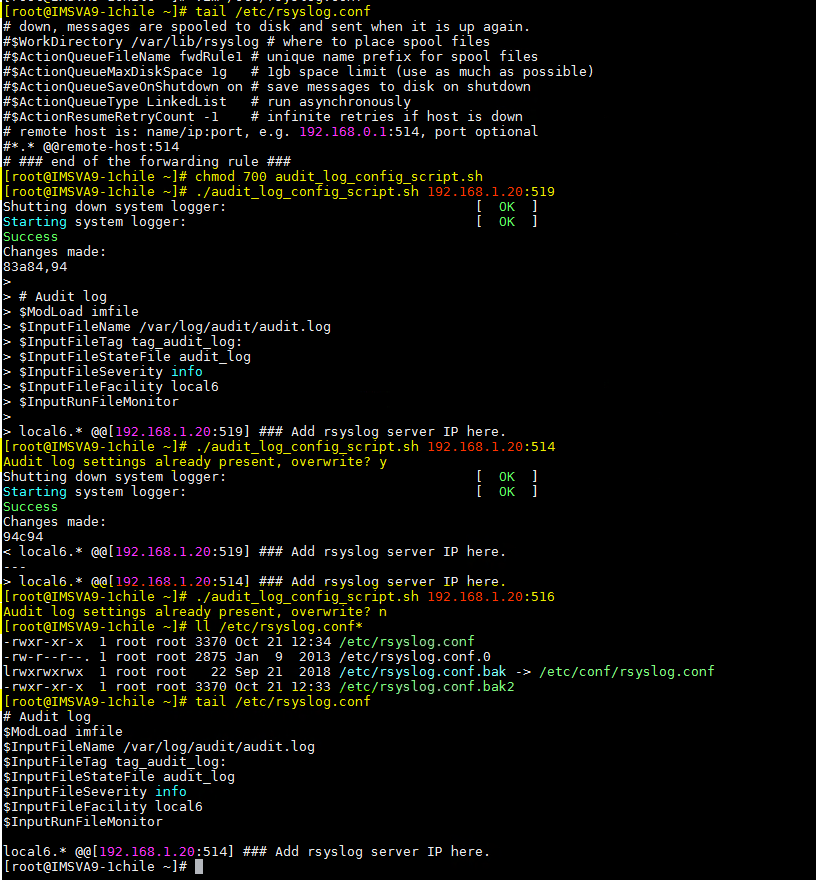 [root@IMSVA9-1chile ~]# tail /etc/rsyslog.conf
# down, messages are spooled to disk and sent when it is up again.
#$WorkDirectory /var/lib/rsyslog # where to place spool files
#$ActionQueueFileName fwdRule1 # unique name prefix for spool files
#$ActionQueueMaxDiskSpace 1g   # 1gb space limit (use as much as possible)
#$ActionQueueSaveOnShutdown on # save messages to disk on shutdown
#$ActionQueueType LinkedList   # run asynchronously
#$ActionResumeRetryCount -1    # infinite retries if host is down
# remote host is: name/ip:port, e.g. 192.168.0.1:514, port optional
#*.* @@remote-host:514
# ### end of the forwarding rule ###
[root@IMSVA9-1chile ~]# chmod 700 audit_log_config_script.sh
[root@IMSVA9-1chile ~]# ./audit_log_config_script.sh 192.168.1.20:519
Shutting down system logger:                               [  OK  ]
Starting system logger:                                    [  OK  ]
Success
Changes made:
83a84,94
>
> # Audit log
> $ModLoad imfile
> $InputFileName /var/log/audit/audit.log
> $InputFileTag tag_audit_log:
> $InputFileStateFile audit_log
> $InputFileSeverity info
> $InputFileFacility local6
> $InputRunFileMonitor
>
> local6.* @@[192.168.1.20:519] ### Add rsyslog server IP here.
[root@IMSVA9-1chile ~]# ./audit_log_config_script.sh 192.168.1.20:514
Audit log settings already present, overwrite? y
Shutting down system logger:                               [  OK  ]
Starting system logger:                                    [  OK  ]
Success
Changes made:
94c94
< local6.* @@[192.168.1.20:519] ### Add rsyslog server IP here.
---
> local6.* @@[192.168.1.20:514] ### Add rsyslog server IP here.
[root@IMSVA9-1chile ~]# ./audit_log_config_script.sh 192.168.1.20:516
Audit log settings already present, overwrite? n
[root@IMSVA9-1chile ~]# ll /etc/rsyslog.conf*
-rwxr-xr-x  1 root root 3370 Oct 21 12:34 /etc/rsyslog.conf
-rw-r--r--. 1 root root 2875 Jan  9  2013 /etc/rsyslog.conf.0
lrwxrwxrwx  1 root root   22 Sep 21  2018 /etc/rsyslog.conf.bak -> /etc/conf/rsyslog.conf
-rwxr-xr-x  1 root root 3370 Oct 21 12:33 /etc/rsyslog.conf.bak2
[root@IMSVA9-1chile ~]# tail /etc/rsyslog.conf
# Audit log
$ModLoad imfile
$InputFileName /var/log/audit/audit.log
$InputFileTag tag_audit_log:
$InputFileStateFile audit_log
$InputFileSeverity info
$InputFileFacility local6
$InputRunFileMonitor

local6.* @@[192.168.1.20:514] ### Add rsyslog server IP here.
[root@IMSVA9-1chile ~]#